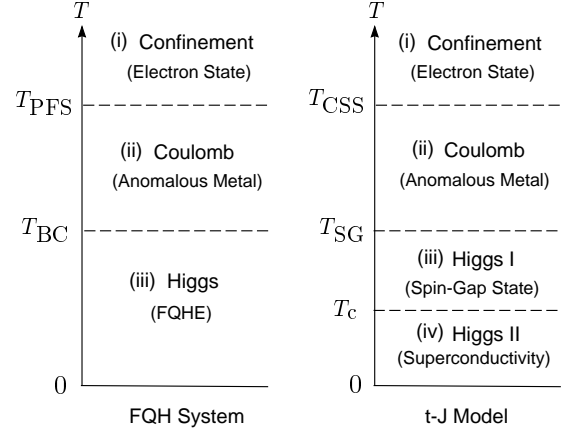 T
(i) Confinement
(Electron State)
T_PFS
(ii) Coulomb
(Anomalous Metal)
T_BC
(iii) Higgs
(FQHE)
0
FQH System
T
(i) Confinement
(Electron State)
T_CSS
(ii) Coulomb
(Anomalous Metal)
T_SG
(iii) Higgs I
(Spin-Gap State)
T_c
(iv) Higgs II
(Superconductivity)
0
t-J Model